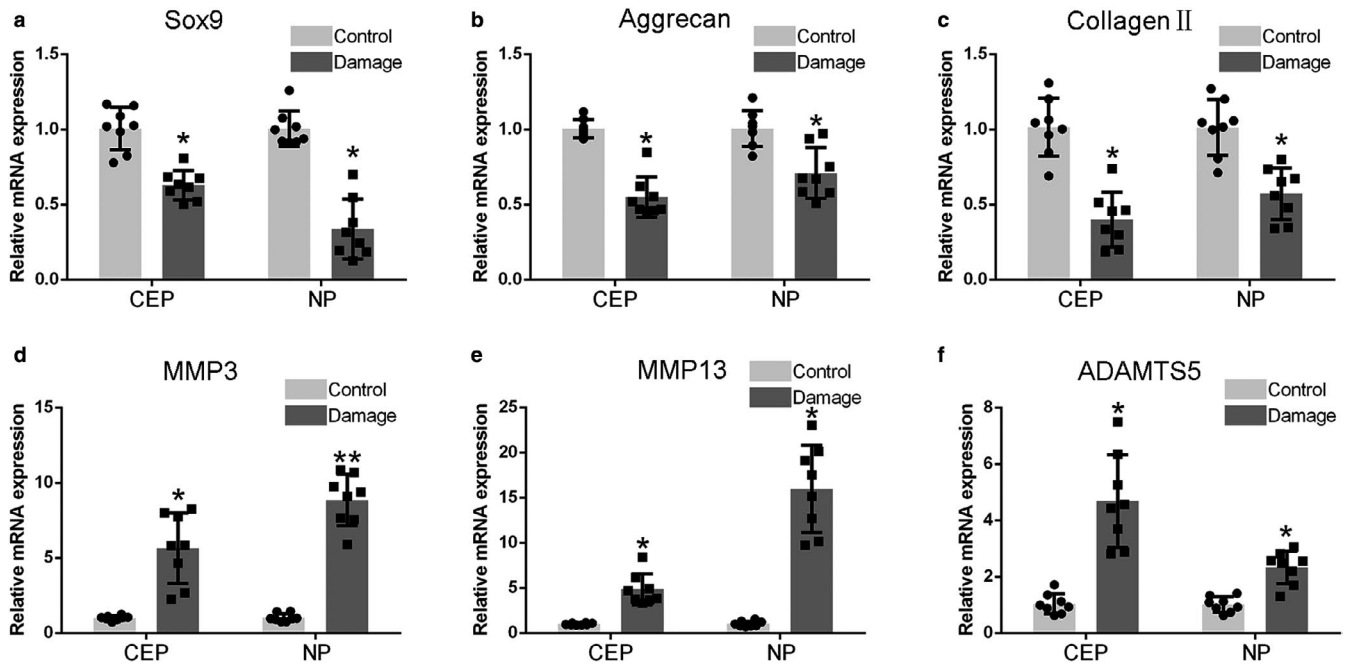 a
Sox9
Control
Damage
Relative mRNA expression
1.5
1.0
0.5
0.0
*
*
CEP
NP
b
Aggrecan
Control
Damage
Relative mRNA expression
1.5
1.0
0.5
0.0
*
*
CEP
NP
c
Collagen II
Control
Damage
Relative mRNA expression
1.5
1.0
0.5
0.0
*
*
CEP
NP
d
MMP3
Control
Damage
Relative mRNA expression
15
10
5
0
*
**
CEP
NP
e
MMP13
Control
Damage
Relative mRNA expression
25
20
15
10
5
0
*
*
CEP
NP
f
ADAMTS5
Control
Damage
Relative mRNA expression
8
6
4
2
0
*
*
CEP
NP